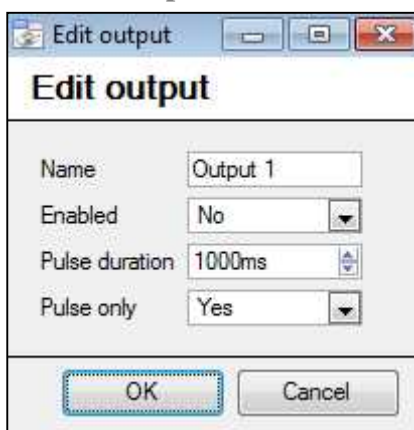 Edit output
Edit output
Name Output 1
Enabled No
Pulse duration 1000ms
Pulse only Yes
OK Cancel